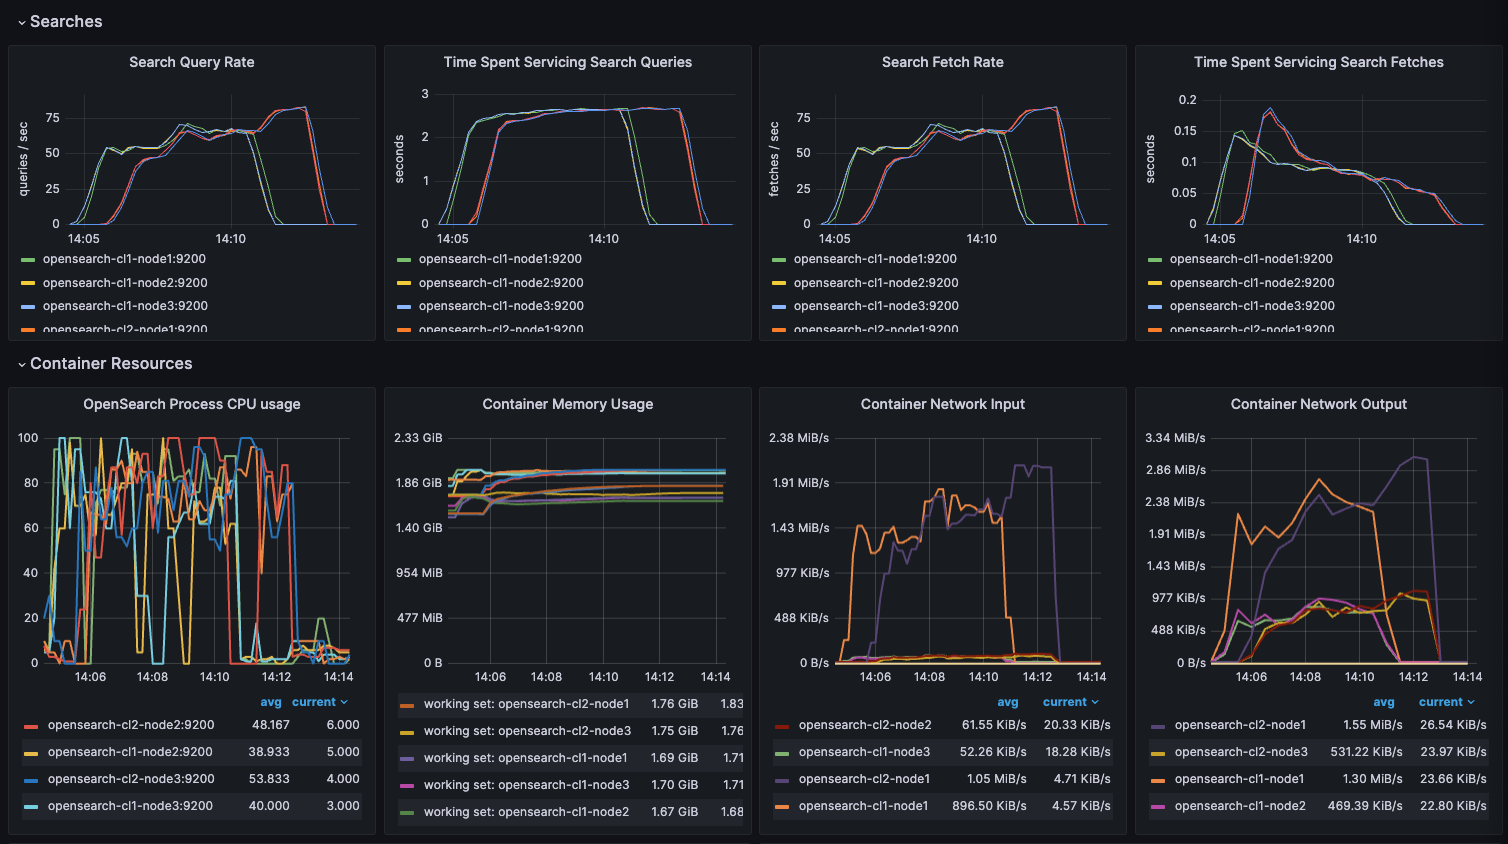 Searches
Search Query Rate
queries / sec
75
50
25
0
14:05
14:10
opensearch-cl1-node1:9200
opensearch-cl1-node2:9200
opensearch-cl1-node3:9200
opensearch-cl2-node1:9200
Time Spent Servicing Search Queries
seconds
3
2
1
0
14:05
14:10
opensearch-cl1-node1:9200
opensearch-cl1-node2:9200
opensearch-cl1-node3:9200
opensearch-cl2-node1:9200
Search Fetch Rate
fetches / sec
75
50
25
0
14:05
14:10
opensearch-cl1-node1:9200
opensearch-cl1-node2:9200
opensearch-cl1-node3:9200
opensearch-cl2-node1:9200
Time Spent Servicing Search Fetches
seconds
0.2
0.15
0.1
0.05
0
14:05
14:10
opensearch-cl1-node1:9200
opensearch-cl1-node2:9200
opensearch-cl1-node3:9200
opensearch-cl2-node1:9200
Container Resources
OpenSearch Process CPU usage
100
80
60
40
20
0
14:06 14:08 14:10 14:12 14:14
avg current
opensearch-cl2-node2:9200 48.167 6.000
opensearch-cl1-node2:9200 38.933 5.000
opensearch-cl2-node3:9200 53.833 4.000
opensearch-cl1-node3:9200 40.000 3.000
Container Memory Usage
2.33 GiB
1.86 GiB
1.40 GiB
954 MiB
477 MiB
0 B
14:06 14:08 14:10 14:12 14:14
working set: opensearch-cl2-node1 1.76 GiB 1.83
working set: opensearch-cl2-node3 1.75 GiB 1.76
working set: opensearch-cl1-node1 1.69 GiB 1.71
working set: opensearch-cl1-node3 1.70 GiB 1.71
working set: opensearch-cl1-node2 1.67 GiB 1.68
Container Network Input
2.38 MiB/s
1.91 MiB/s
1.43 MiB/s
977 KiB/s
488 KiB/s
0 B/s
14:06 14:08 14:10 14:12 14:14
avg current
opensearch-cl2-node2 61.55 KiB/s 20.33 KiB/s
opensearch-cl1-node3 52.26 KiB/s 18.28 KiB/s
opensearch-cl2-node1 1.05 MiB/s 4.71 KiB/s
opensearch-cl1-node1 896.50 KiB/s 4.57 KiB/s
Container Network Output
3.34 MiB/s
2.86 MiB/s
2.38 MiB/s
1.91 MiB/s
1.43 MiB/s
977 KiB/s
488 KiB/s
0 B/s
14:06 14:08 14:10 14:12 14:14
avg current
opensearch-cl2-node1 1.55 MiB/s 26.54 KiB/s
opensearch-cl2-node3 531.22 KiB/s 23.97 KiB/s
opensearch-cl1-node1 1.30 MiB/s 23.66 KiB/s
opensearch-cl1-node2 469.39 KiB/s 22.80 KiB/s